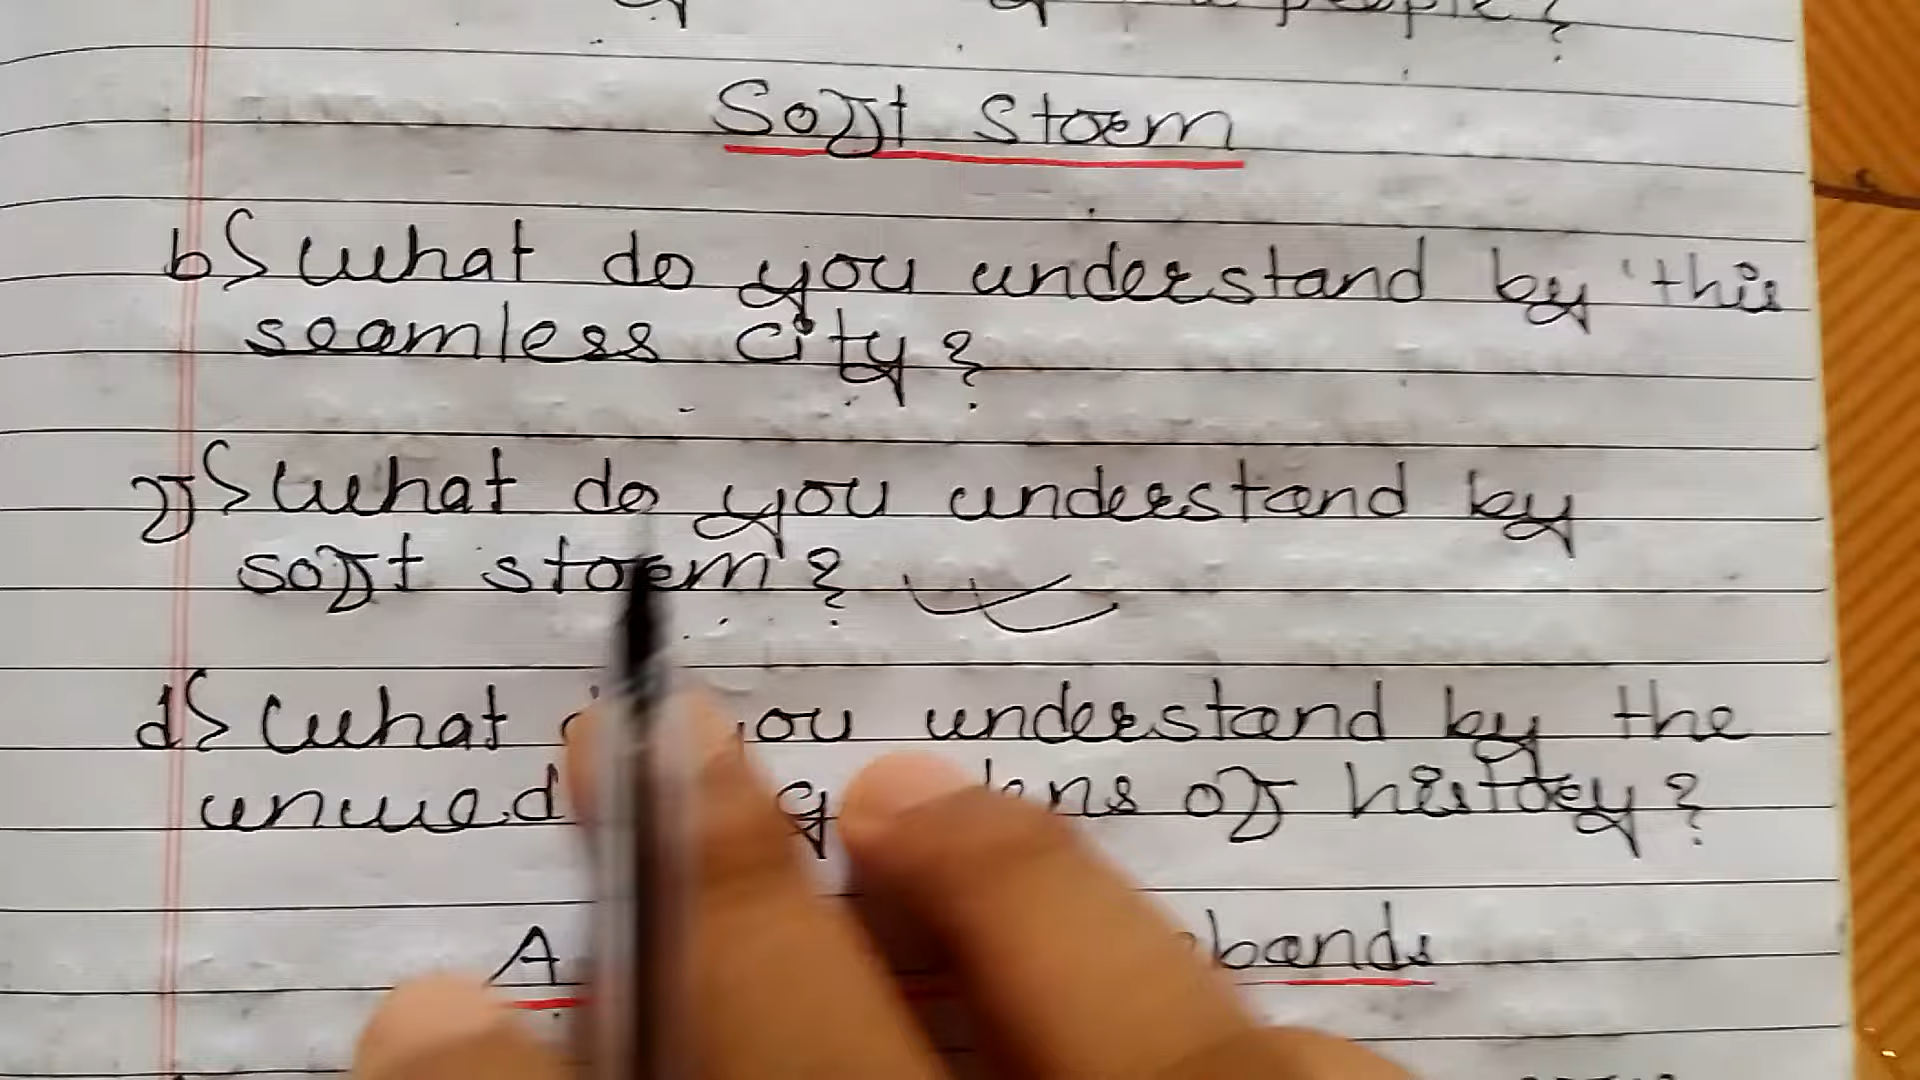 people?
Soft Storm
b) What do you understand by 'this
seamless city?
f) What do you understand by
soft storm'?
d) What you understand by the
of history?
A